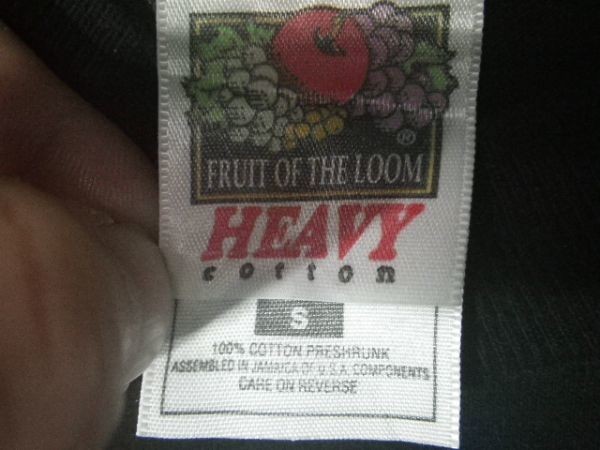 ®
FRUIT OF THE LOOM
HEAVY
cotton
S
100% COTTON PRESHRUNK
ASSEMBLED IN JAMAICA OF U.S.A. COMPONENTS
CARE ON REVERSE